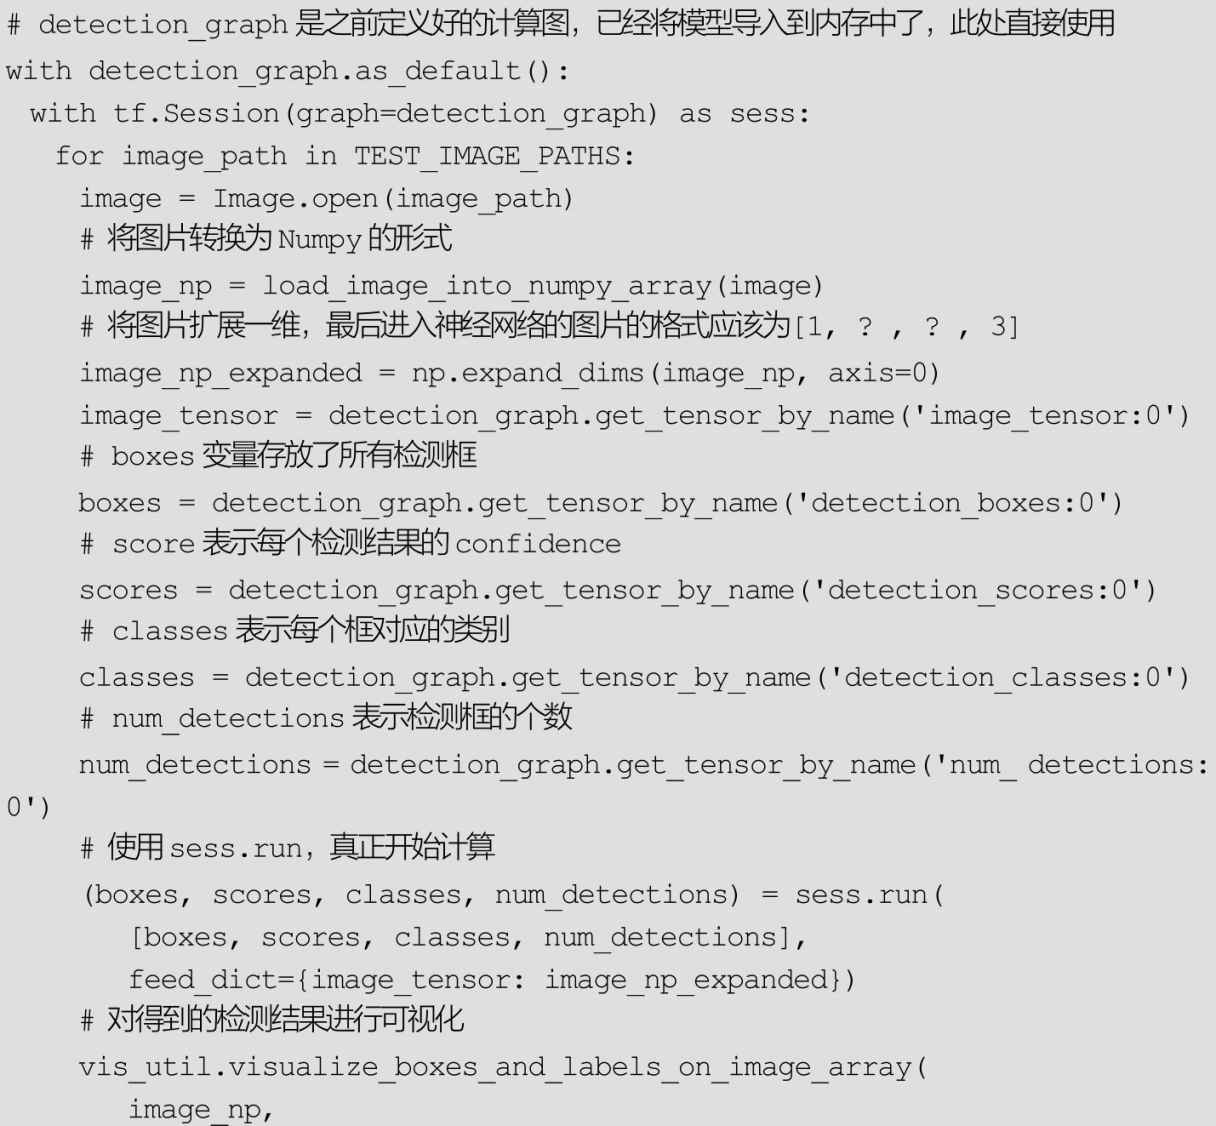 # detection_graph 是之前定义好的计算图，已经将模型导入到内存中了，此处直接使用
with detection_graph.as_default():
 with tf.Session(graph=detection_graph) as sess:
  for image_path in TEST_IMAGE_PATHS:
   image = Image.open(image_path)
   # 将图片转换为 Numpy 的形式
   image_np = load_image_into_numpy_array(image)
   # 将图片扩展一维，最后进入神经网络的图片的格式应该为[1, ? , ? , 3]
   image_np_expanded = np.expand_dims(image_np, axis=0)
   image_tensor = detection_graph.get_tensor_by_name('image_tensor:0')
   # boxes 变量存放了所有检测框
   boxes = detection_graph.get_tensor_by_name('detection_boxes:0')
   # score 表示每个检测结果的 confidence
   scores = detection_graph.get_tensor_by_name('detection_scores:0')
   # classes 表示每个框对应的类别
   classes = detection_graph.get_tensor_by_name('detection_classes:0')
   # num_detections 表示检测框的个数
   num_detections = detection_graph.get_tensor_by_name('num_ detections:
0')
   # 使用 sess.run，真正开始计算
   (boxes, scores, classes, num_detections) = sess.run(
     [boxes, scores, classes, num_detections],
     feed_dict={image_tensor: image_np_expanded})
   # 对得到的检测结果进行可视化
   vis_util.visualize_boxes_and_labels_on_image_array(
     image_np,